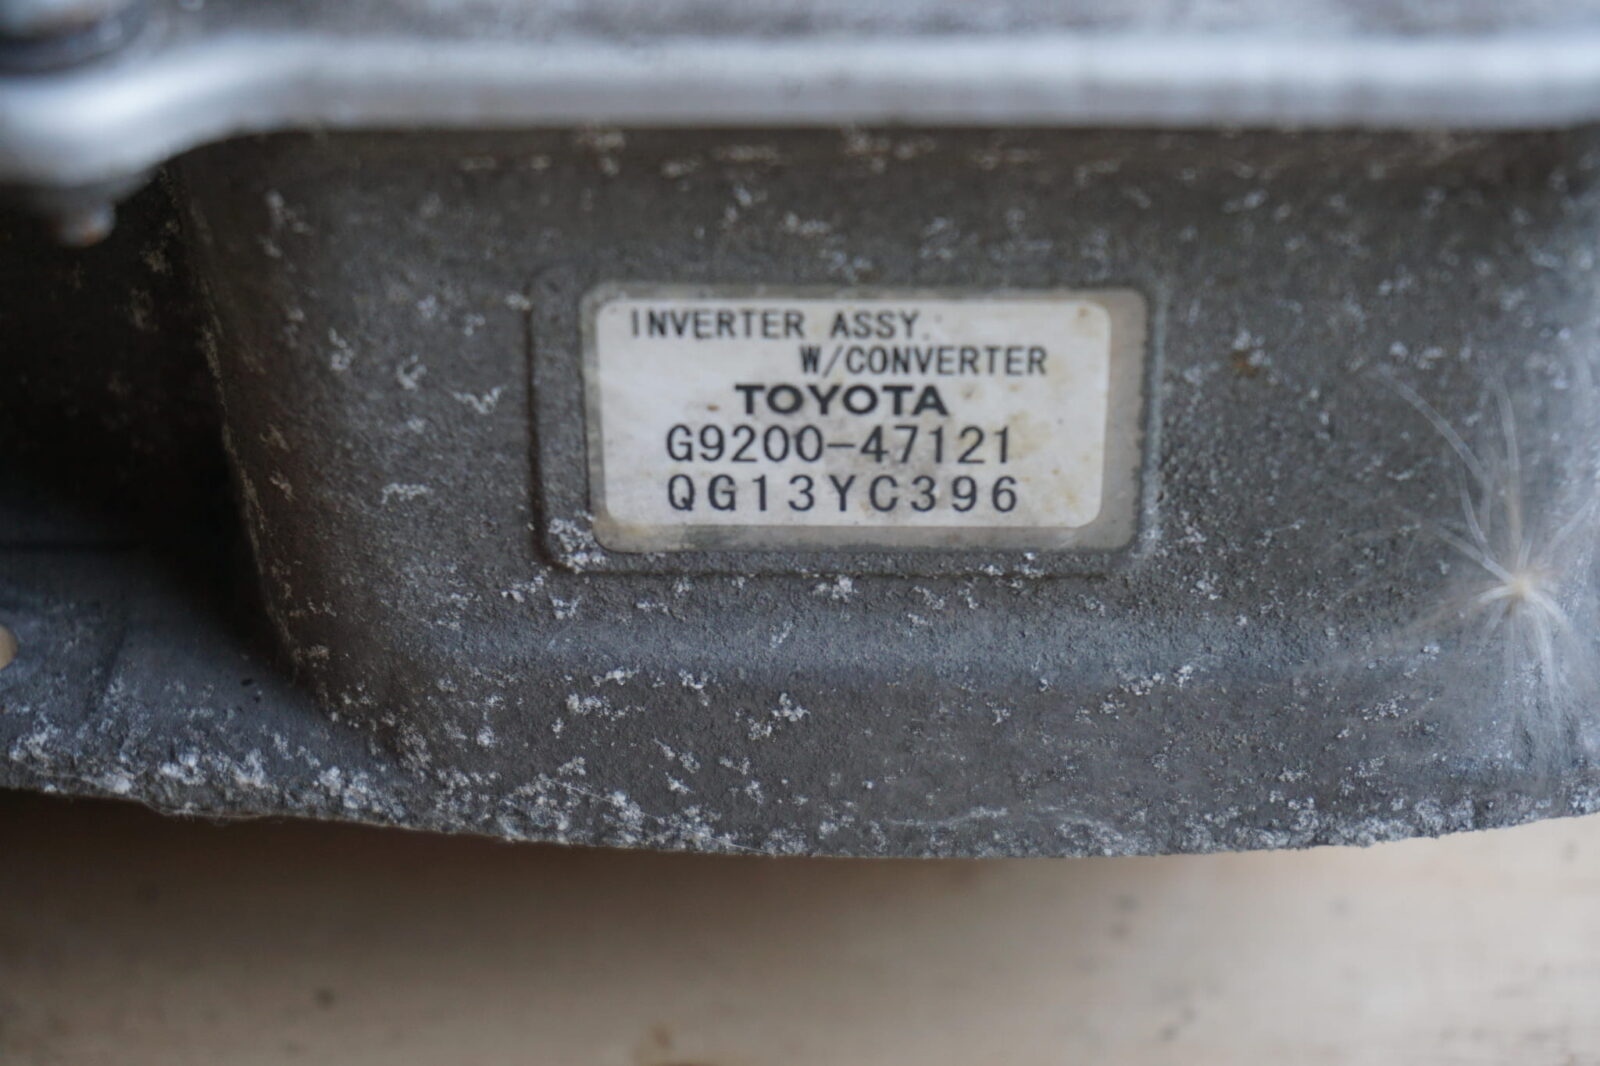 INVERTER ASSY.
W/CONVERTER
TOYOTA
G9200-47121
QG13YC396